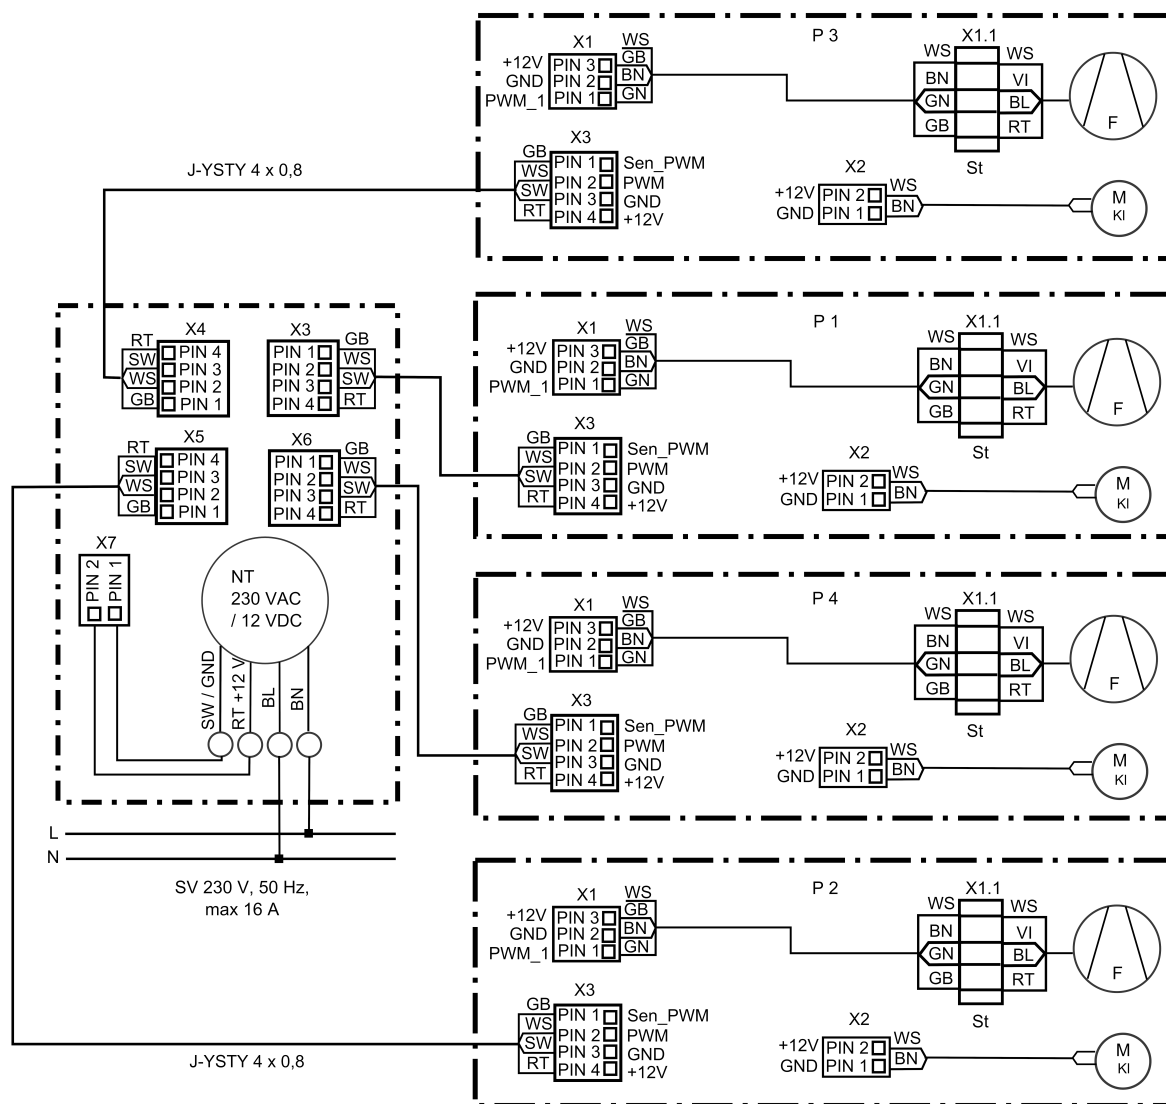 P 3
X1
WS
GB
+12V PIN 3 BN
GND PIN 2 GN
PWM_1 PIN 1
X1.1
WS WS
BN VI
GN BL
GB RT
St
F
X3
GB PIN 1 Sen_PWM
WS PIN 2 PWM
SW PIN 3 GND
RT PIN 4 +12V
X2
+12V PIN 2 WS
GND PIN 1 BN
M
KI
J-YSTY 4 x 0,8
X4
RT PIN 4
SW PIN 3
WS PIN 2
GB PIN 1
X3
PIN 1 GB
PIN 2 WS
PIN 3 SW
PIN 4 RT
X5
RT PIN 4
SW PIN 3
WS PIN 2
GB PIN 1
X6
PIN 1 GB
PIN 2 WS
PIN 3 SW
PIN 4 RT
X7
PIN 2
PIN 1
NT
230 VAC
/ 12 VDC
SW / GND
RT +12 V
BL
BN
L
N
SV 230 V, 50 Hz,
max 16 A
P 1
X1
WS
GB
+12V PIN 3 BN
GND PIN 2 GN
PWM_1 PIN 1
X1.1
WS WS
BN VI
GN BL
GB RT
St
F
X3
GB PIN 1 Sen_PWM
WS PIN 2 PWM
SW PIN 3 GND
RT PIN 4 +12V
X2
+12V PIN 2 WS
GND PIN 1 BN
M
KI
P 4
X1
WS
GB
+12V PIN 3 BN
GND PIN 2 GN
PWM_1 PIN 1
X1.1
WS WS
BN VI
GN BL
GB RT
St
F
X3
GB PIN 1 Sen_PWM
WS PIN 2 PWM
SW PIN 3 GND
RT PIN 4 +12V
X2
+12V PIN 2 WS
GND PIN 1 BN
M
KI
P 2
X1
WS
GB
+12V PIN 3 BN
GND PIN 2 GN
PWM_1 PIN 1
X1.1
WS WS
BN VI
GN BL
GB RT
St
F
X3
GB PIN 1 Sen_PWM
WS PIN 2 PWM
SW PIN 3 GND
RT PIN 4 +12V
X2
+12V PIN 2 WS
GND PIN 1 BN
M
KI
J-YSTY 4 x 0,8